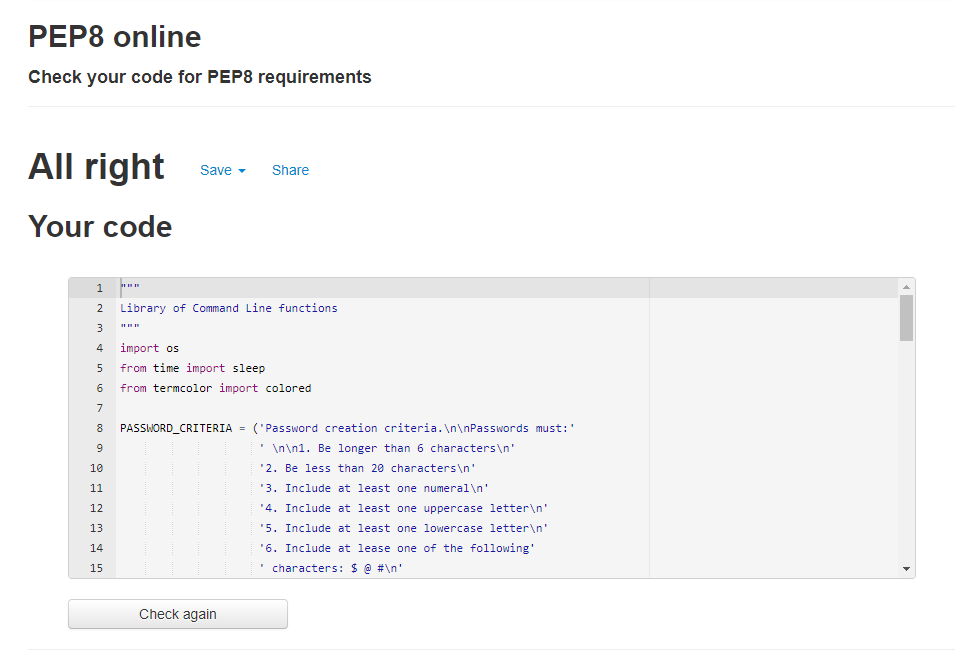 PEP8 online
Check your code for PEP8 requirements
All right Save Share
Your code
1 """
2 Library of Command Line functions
3 """
4 import os
5 from time import sleep
6 from termcolor import colored
7
8 PASSWORD_CRITERIA = ('Password creation criteria.\n\nPasswords must:'
9 ' \n\n1. Be longer than 6 characters\n'
10 '2. Be less than 20 characters\n'
11 '3. Include at least one numeral\n'
12 '4. Include at least one uppercase letter\n'
13 '5. Include at least one lowercase letter\n'
14 '6. Include at lease one of the following'
15 ' characters: $ @ #\n'
Check again